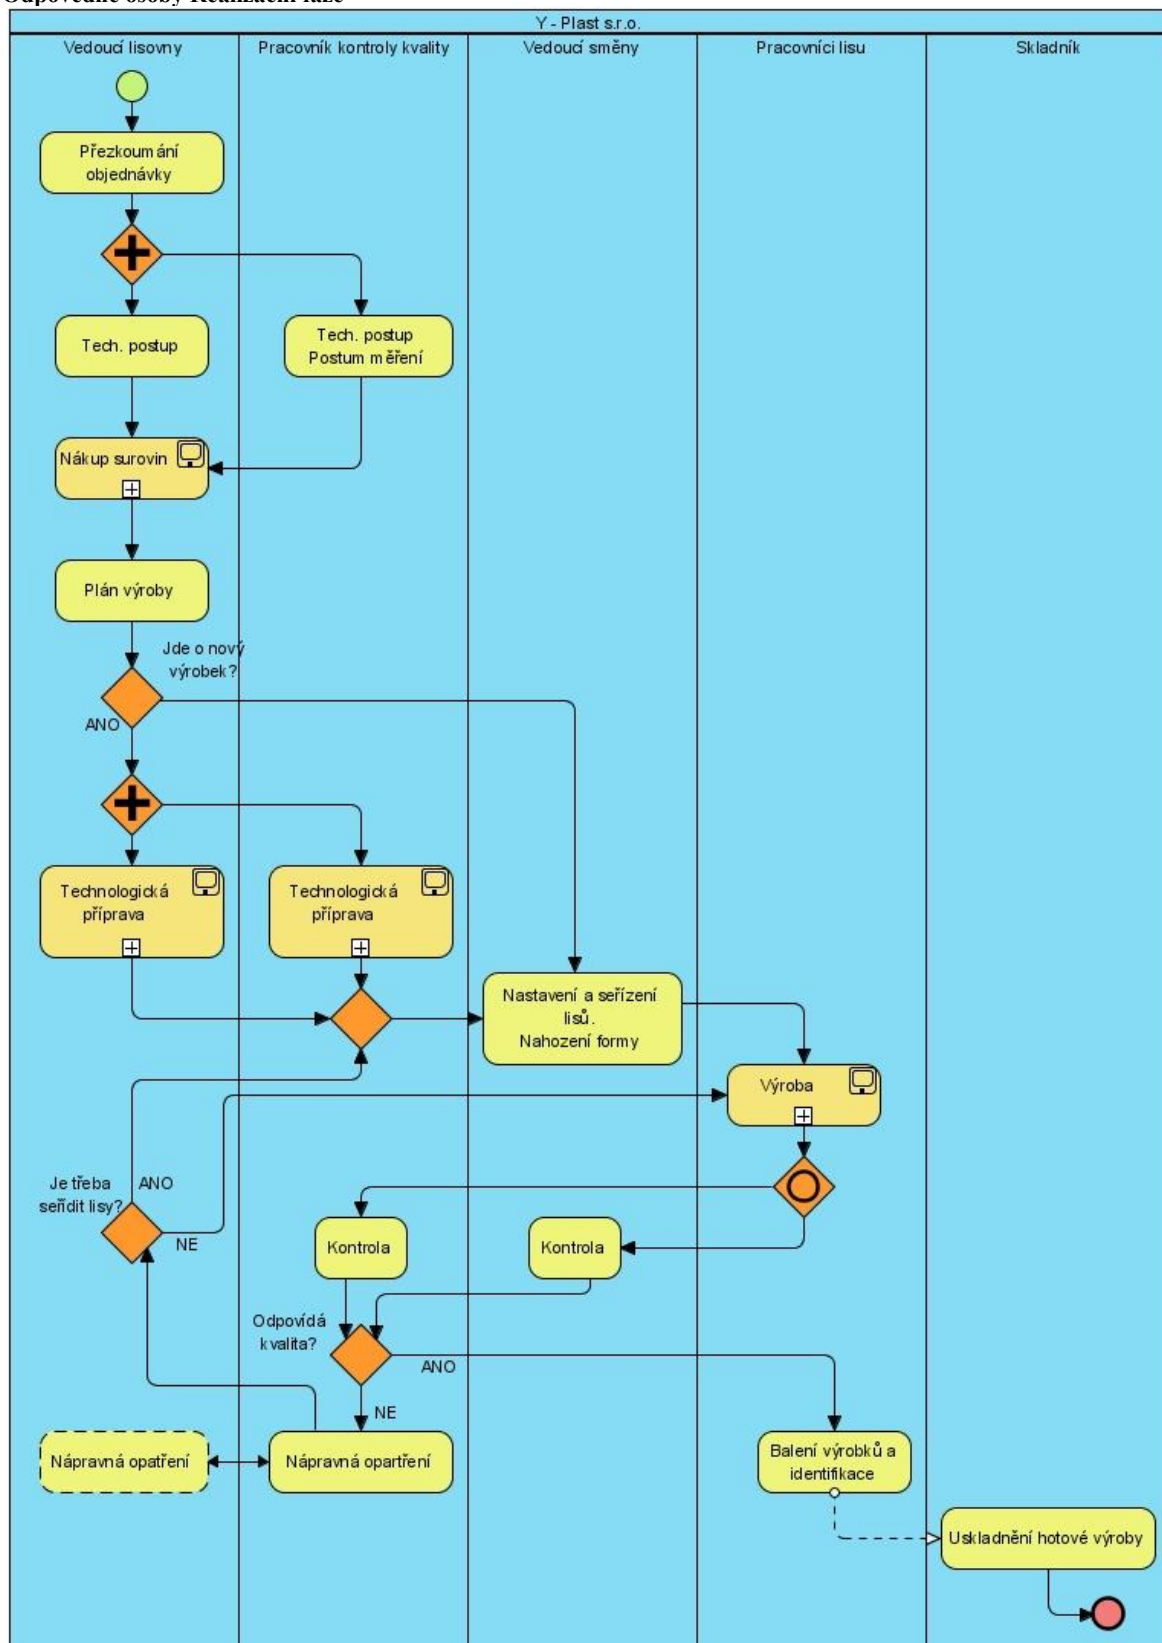 Odpovědné osoby Realizační fáze
Y - Plast s.r.o.
Vedoucí lisovny
Pracovník kontroly kvality
Vedoucí směny
Pracovníci lisu
Skladník
Přezkoumání
objednávky
Tech. postup
Tech. postup
Postum měření
Nákup surovin
Plán výroby
Jde o nový
výrobek?
ANO
Technologická
příprava
Technologická
příprava
Nastavení a seřízení
lisů.
Nahození formy
Výroba
Je třeba
seřídit lisy?
ANO
NE
Kontrola
Kontrola
Odpovídá
kvalita?
ANO
NE
Nápravná opatření
Nápravná opartření
Balení výrobků a
identifikace
Uskladnění hotové výroby